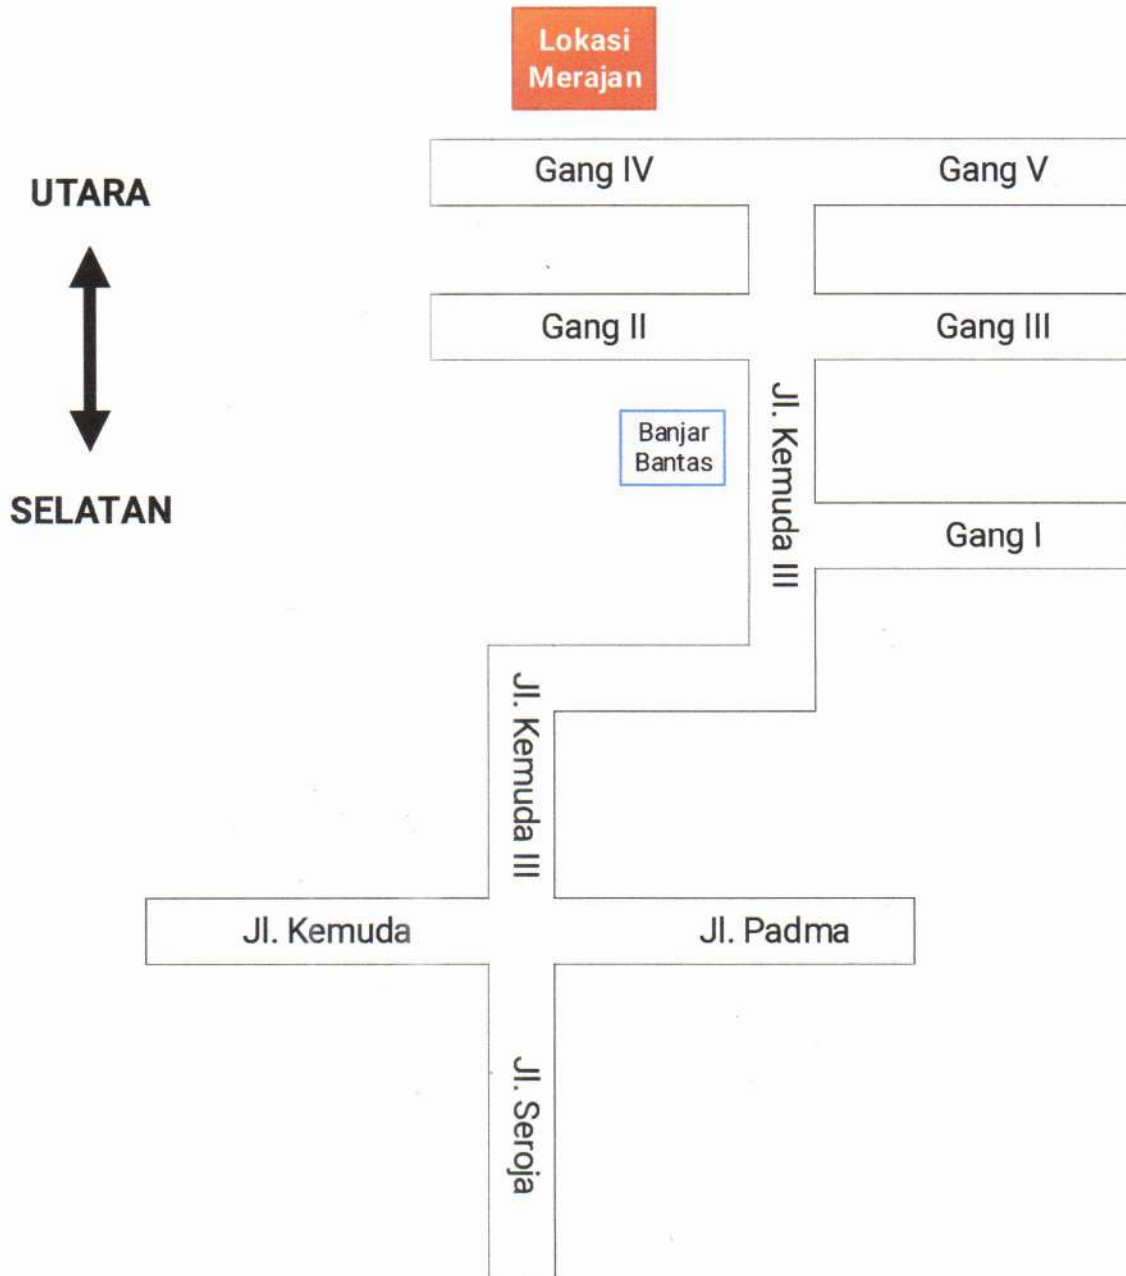 Lokasi
Merajan
Gang IV
Gang V
UTARA
Gang II
Gang III
Jl. Kemuda III
Banjar
Bantas
SELATAN
Gang I
Jl. Kemuda III
Jl. Kemuda
Jl. Padma
Jl. Seroja